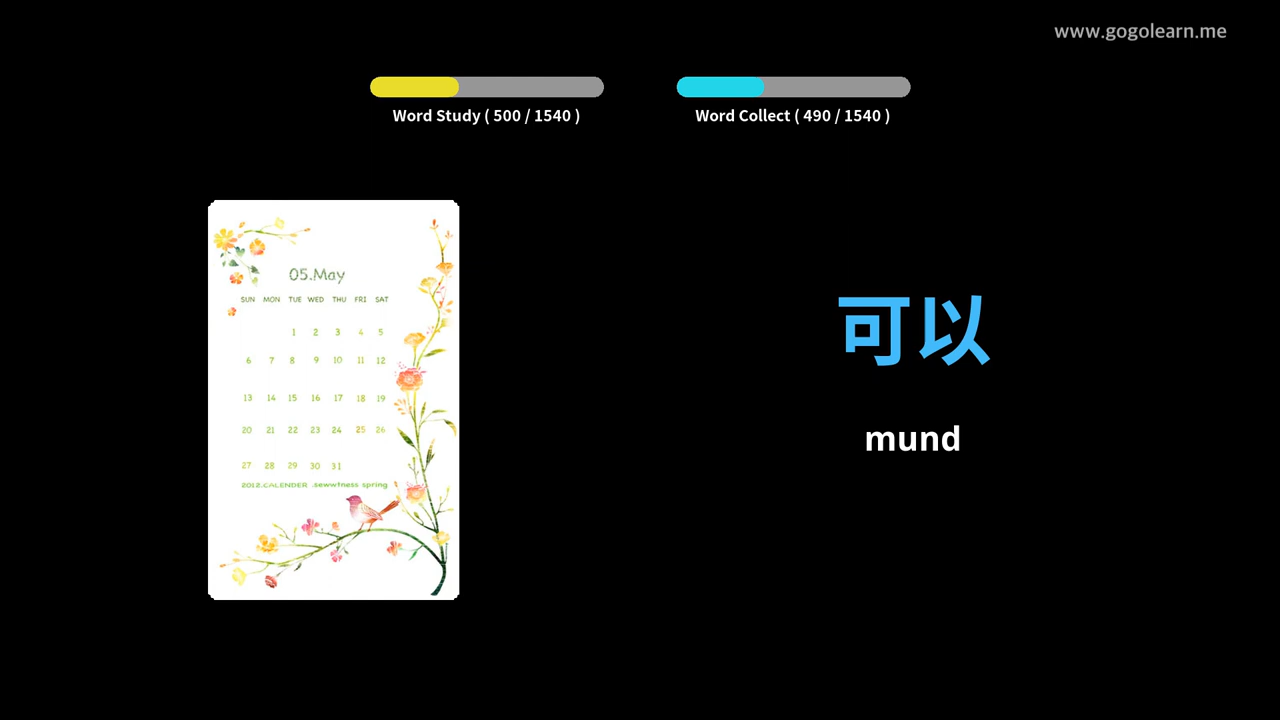 www.gogolearn.me
Word Study ( 500 / 1540 )
Word Collect ( 490 / 1540 )
05.May
SUN MON TUE WED THU FRI SAT
1 2 3 4 5
6 7 8 9 10 11 12
13 14 15 16 17 18 19
20 21 22 23 24 25 26
27 28 29 30 31
2012.CALENDER .sewwtness spring
可以
mund